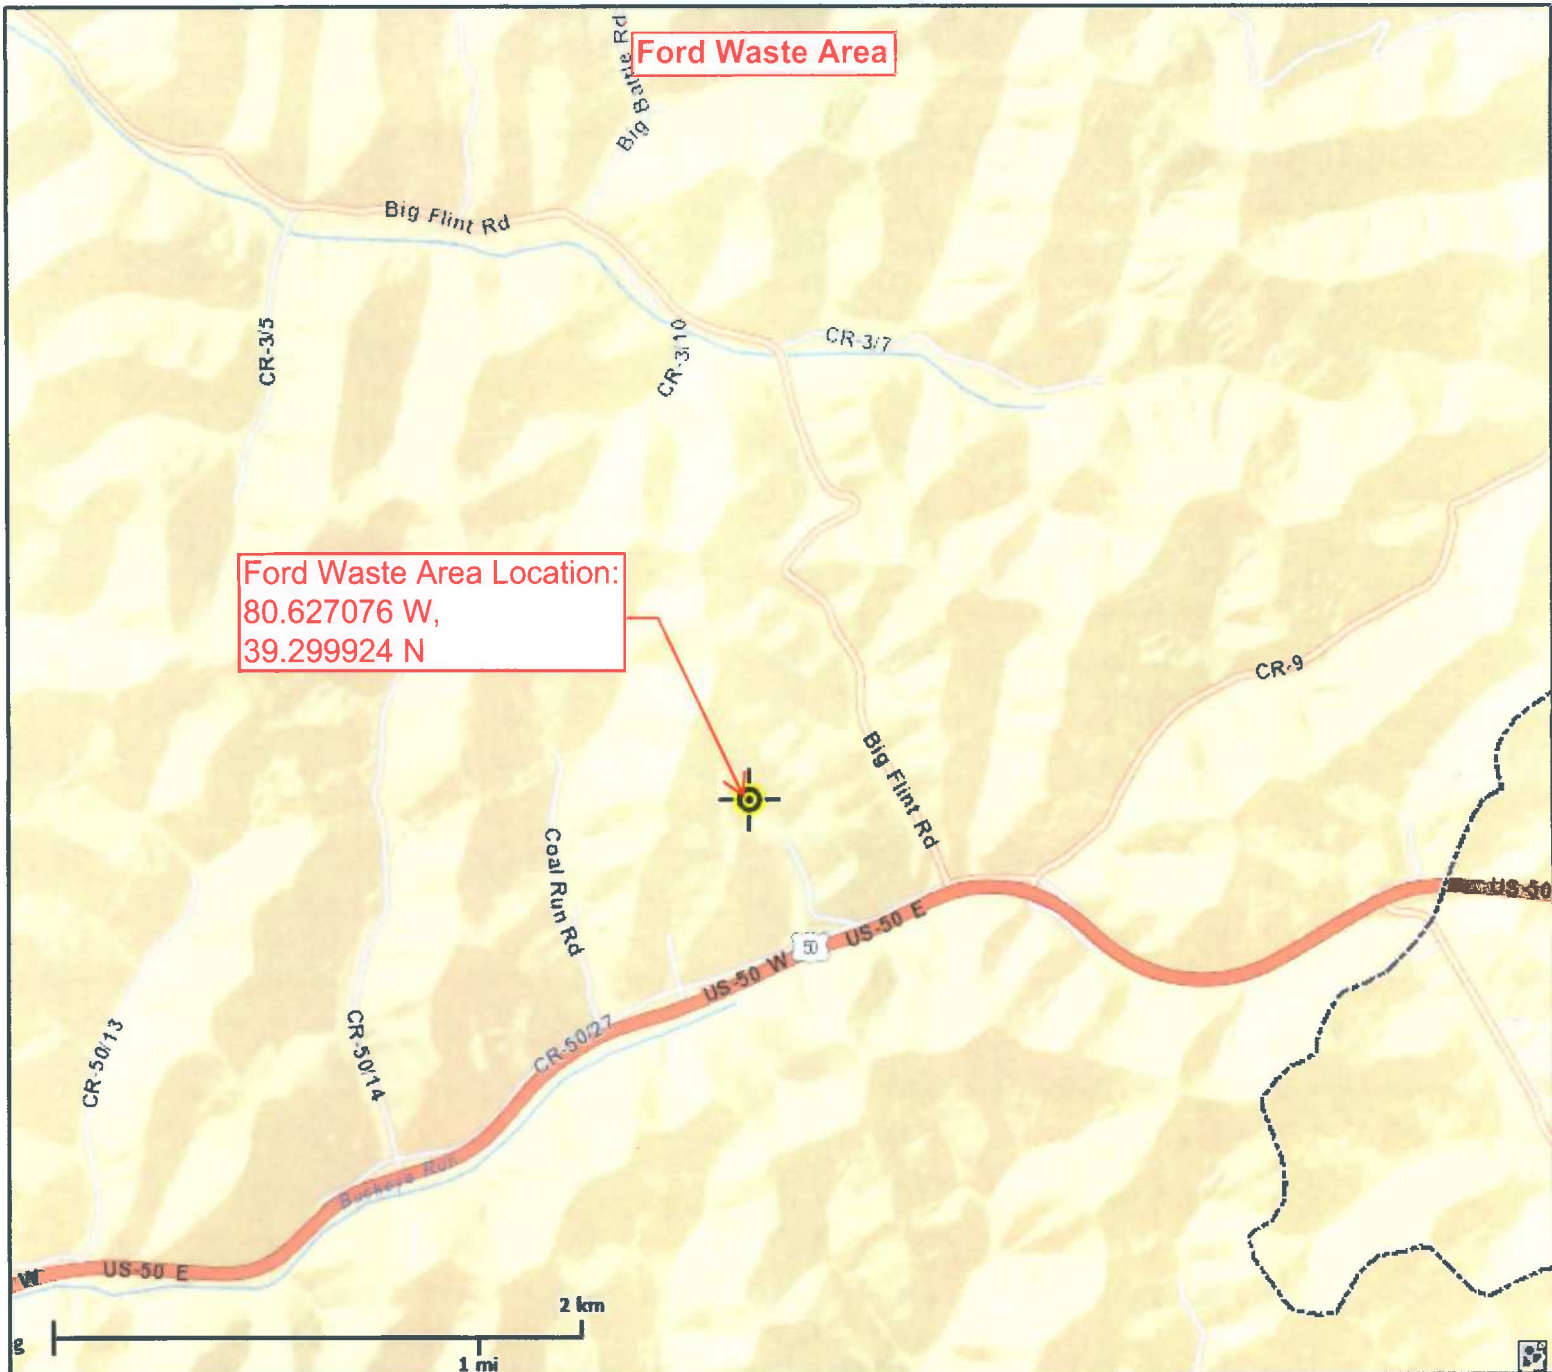 Big Battle Rd
Ford Waste Area
Big Flint Rd
CR-3/5
CR-3/10
CR-3/7
Ford Waste Area Location:
80.627076 W,
39.299924 N
CR-9
Big Flint Rd
Coal Run Rd
US-50
50
US-50 E
US-50 W
CR-50/27
CR-50/13
CR-50/14
Buckeye Run
W
US-50 E
2 km
g
1 mi